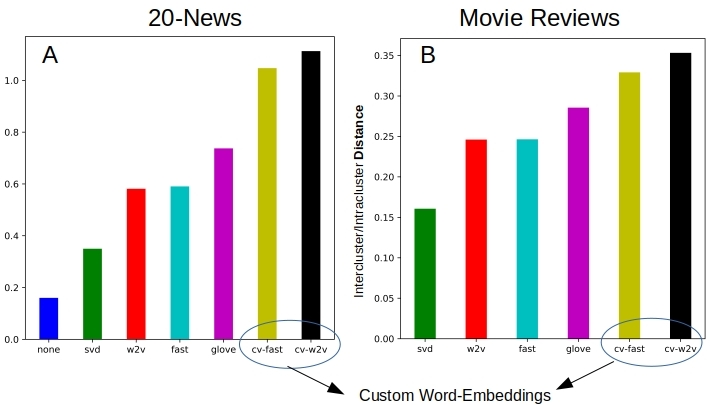 20-News
Movie Reviews
A
1.0
0.8
0.6
0.4
0.2
0.0
none svd w2v fast glove cv-fast cv-w2v
B
Intercluster/Intracluster Distance
0.35
0.30
0.25
0.20
0.15
0.10
0.05
0.00
svd w2v fast glove cv-fast cv-w2v
Custom Word-Embeddings